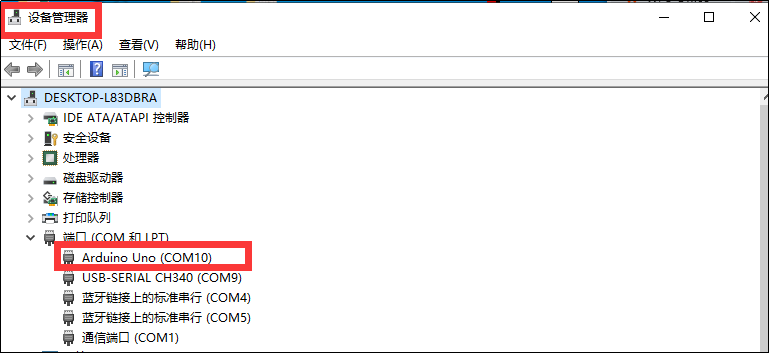 设备管理器
文件(F) 操作(A) 查看(V) 帮助(H)
DESKTOP-L83DBRA
IDE ATA/ATAPI 控制器
安全设备
处理器
磁盘驱动器
存储控制器
打印队列
端口 (COM 和 LPT)
Arduino Uno (COM10)
USB-SERIAL CH340 (COM9)
蓝牙链接上的标准串行 (COM4)
蓝牙链接上的标准串行 (COM5)
通信端口 (COM1)